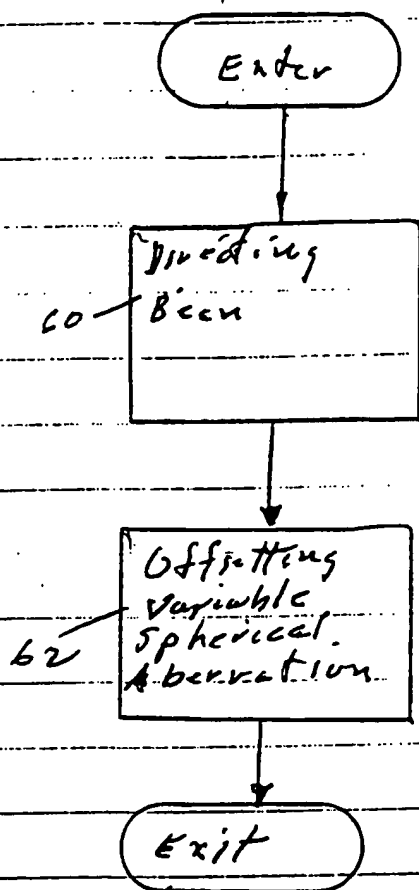 Enter
Directing
60 Beam
Offsetting
Variable
62 Spherical
Aberration
Exit